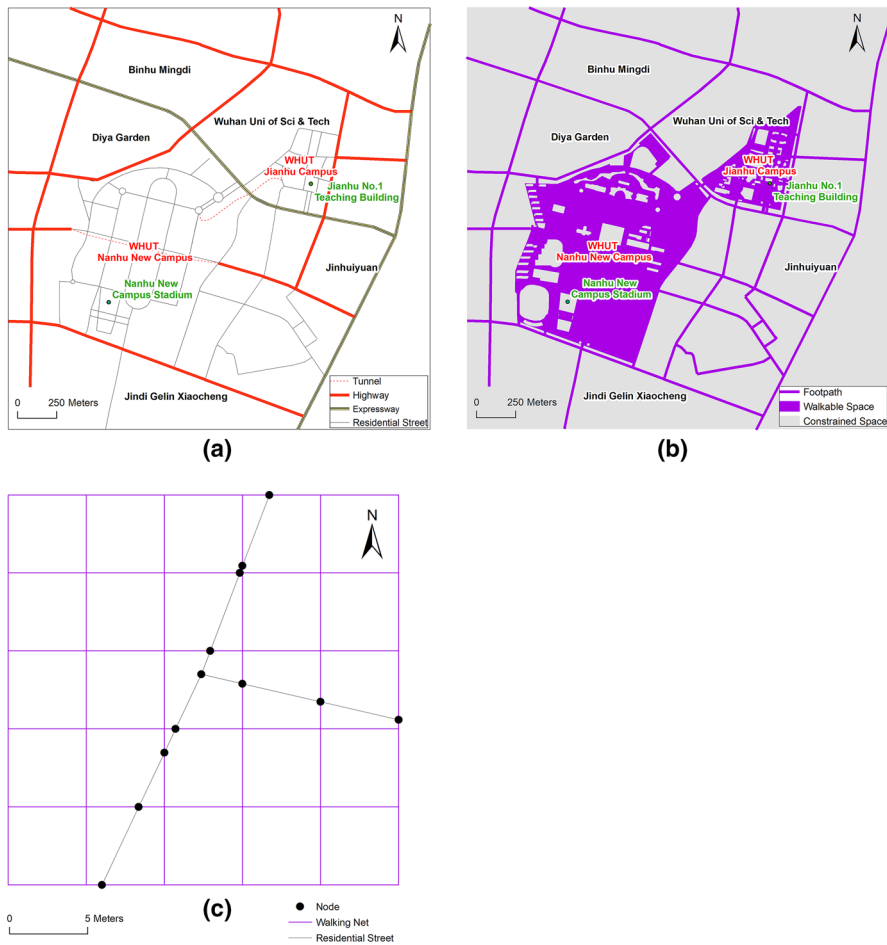 N
Binhu Mingdi
Wuhan Uni of Sci & Tech
Diya Garden
WHUT
Jianhu Campus
Jianhu No.1
Teaching Building
WHUT
Nanhu New Campus
Jinhuiyuan
Nanhu New
Campus Stadium
Jindi Gelin Xiaocheng
0 250 Meters
Tunnel
Highway
Expressway
Residential Street
(a)
N
Binhu Mingdi
Wuhan Uni of Sci & Tech
Diya Garden
WHUT
Jianhu Campus
Jianhu No.1
Teaching Building
WHUT
Nanhu New Campus
Jinhuiyuan
Nanhu New
Campus Stadium
Jindi Gelin Xiaocheng
0 250 Meters
Footpath
Walkable Space
Constrained Space
(b)
N
0 5 Meters
(c)
Node
Walking Net
Residential Street